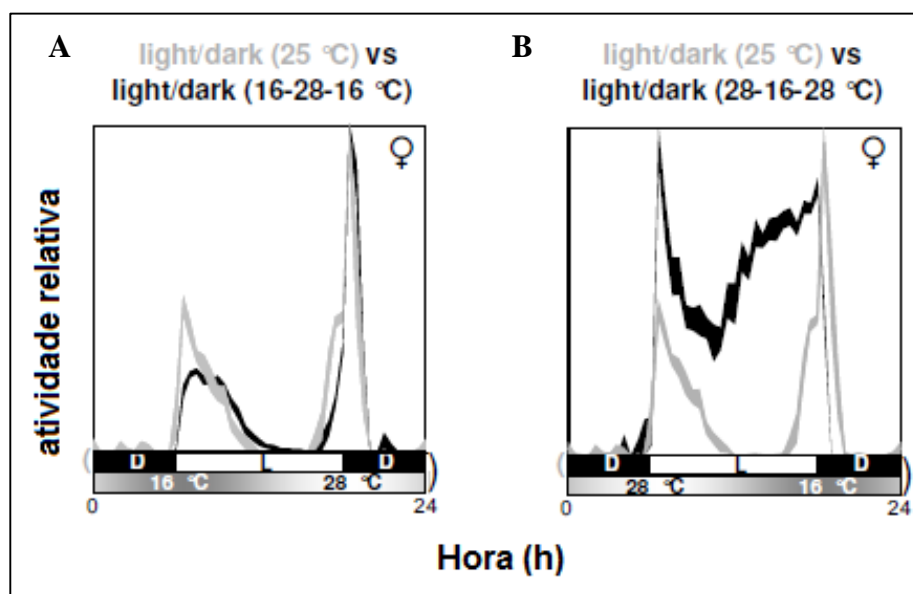 A
light/dark (25 °C) vs
light/dark (16-28-16 °C)
♀
atividade relativa
( D L D )
16 °C 28 °C
0 24
B
light/dark (25 °C) vs
light/dark (28-16-28 °C)
♀
( D L D )
28 °C 16 °C
0 24
Hora (h)